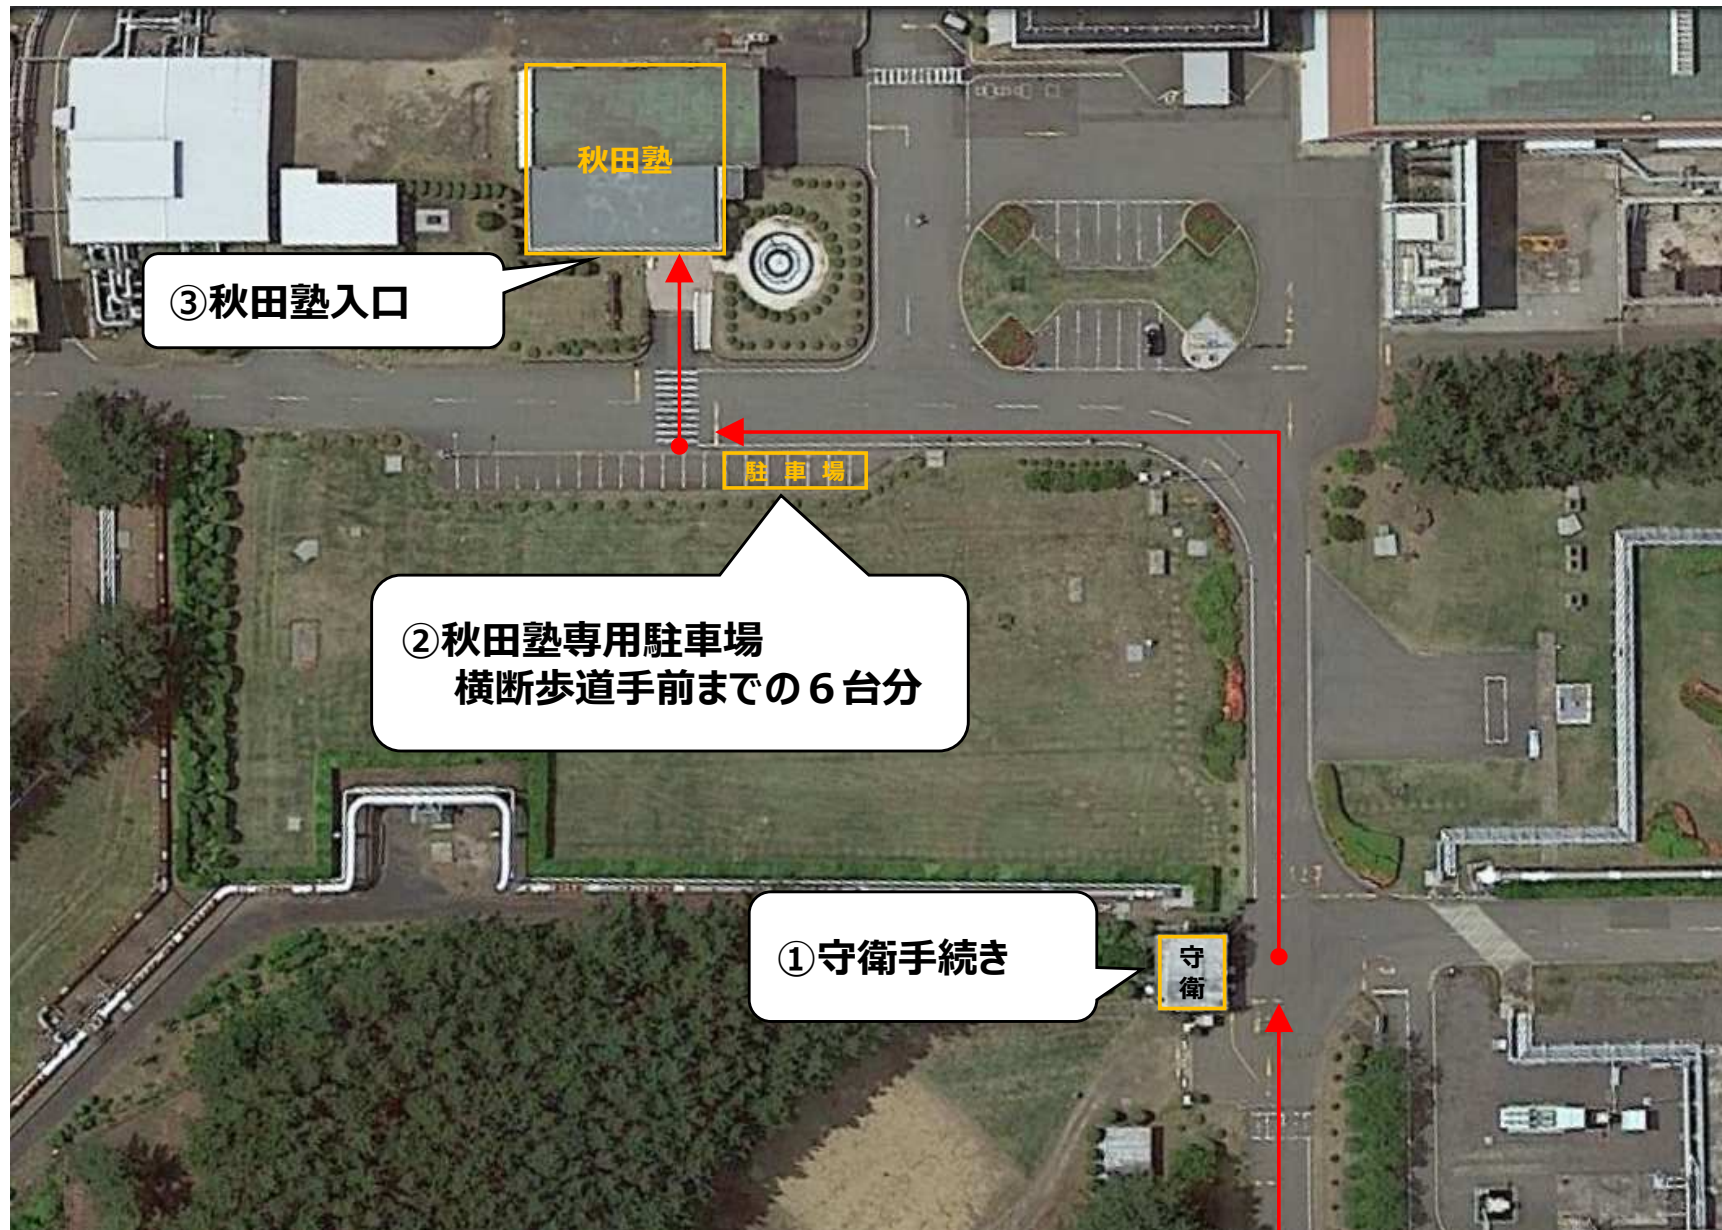 秋田塾
③秋田塾入口
駐車場
②秋田塾専用駐車場
横断歩道手前までの６台分
①守衛手続き
守
衛